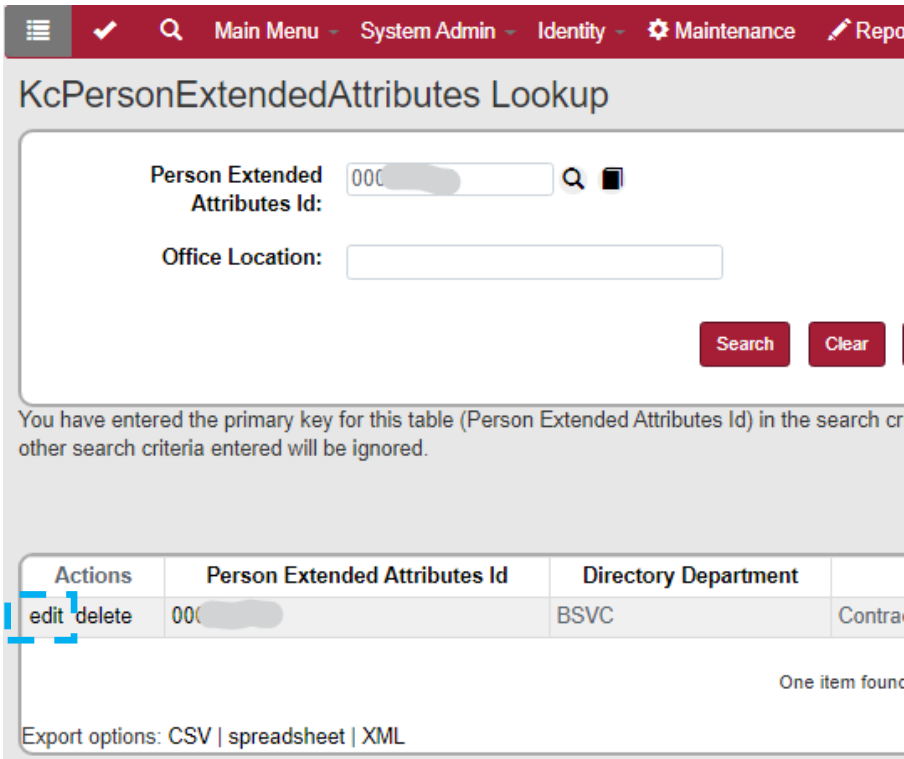 Main Menu System Admin Identity Maintenance
KcPersonExtendedAttributes Lookup
Person Extended
Attributes Id:
000
Office Location:
Search Clear
You have entered the primary key for this table (Person Extended Attributes Id) in the search
other search criteria entered will be ignored.
Actions Person Extended Attributes Id Directory Department
edit delete 000 BSVC
One item found
Export options: CSV | spreadsheet | XML